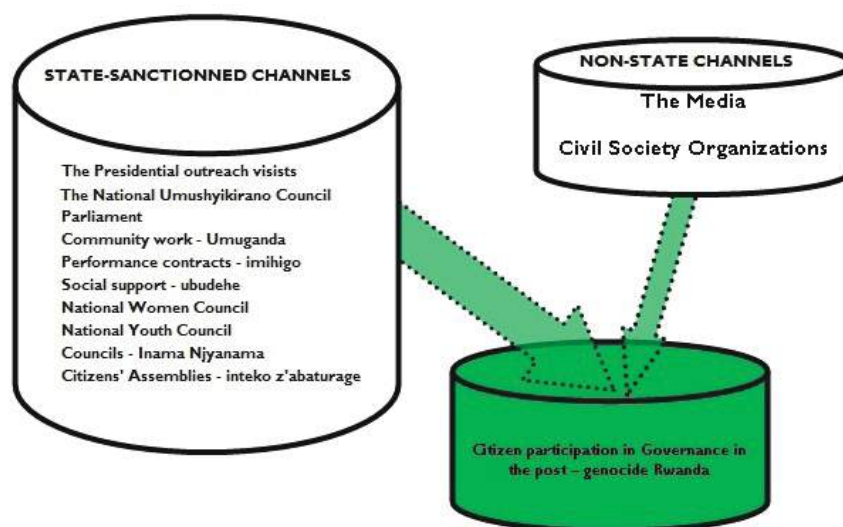 STATE-SANCTIONNED CHANNELS
The Presidential outreach visists
The National Umushyikirano Council
Parliament
Community work - Umuganda
Performance contracts - imihigo
Social support - ubudehe
National Women Council
National Youth Council
Councils - Inama Njyanama
Citizens' Assemblies - inteko z'abaturage
NON-STATE CHANNELS
The Media
Civil Society Organizations
Citizen participation in Governance in
the post – genocide Rwanda